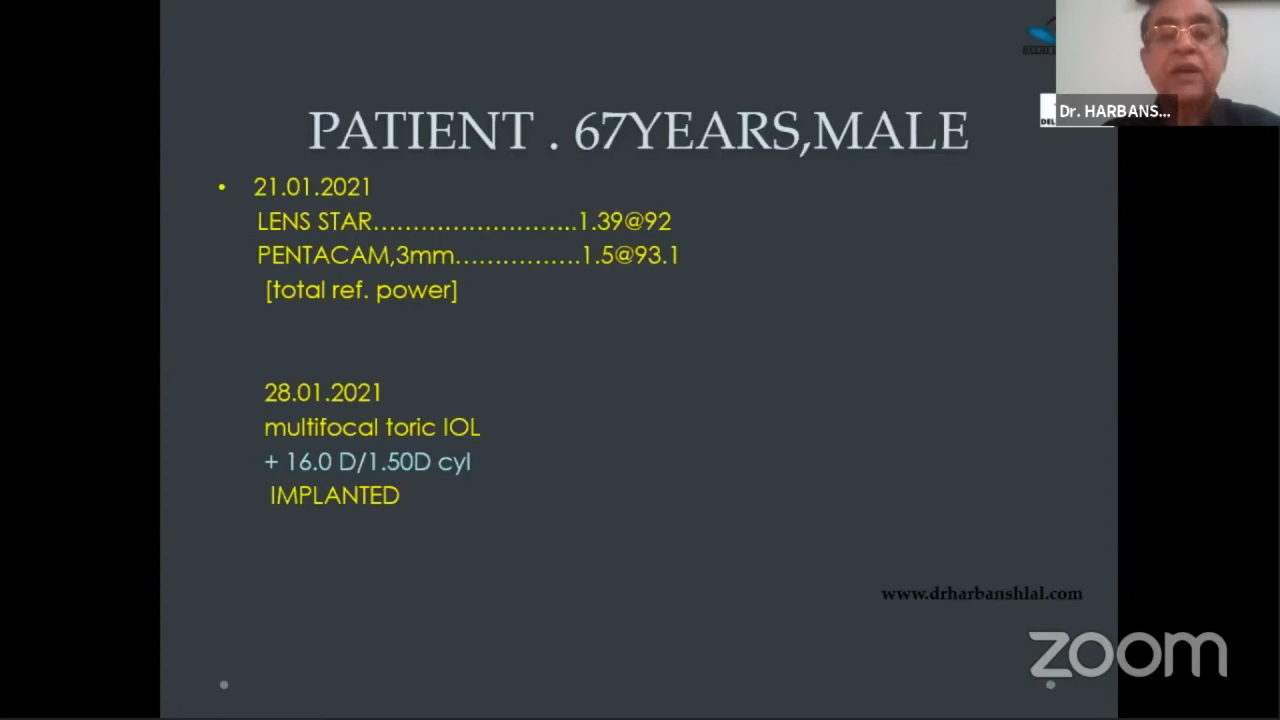 PATIENT . 67YEARS,MALE
• 21.01.2021
LENS STAR……………………..1.39@92
PENTACAM,3mm…………….1.5@93.1
[total ref. power]
28.01.2021
multifocal toric IOL
+ 16.0 D/1.50D cyl
IMPLANTED
www.drharbanshlal.com
Dr. HARBANS...
zoom